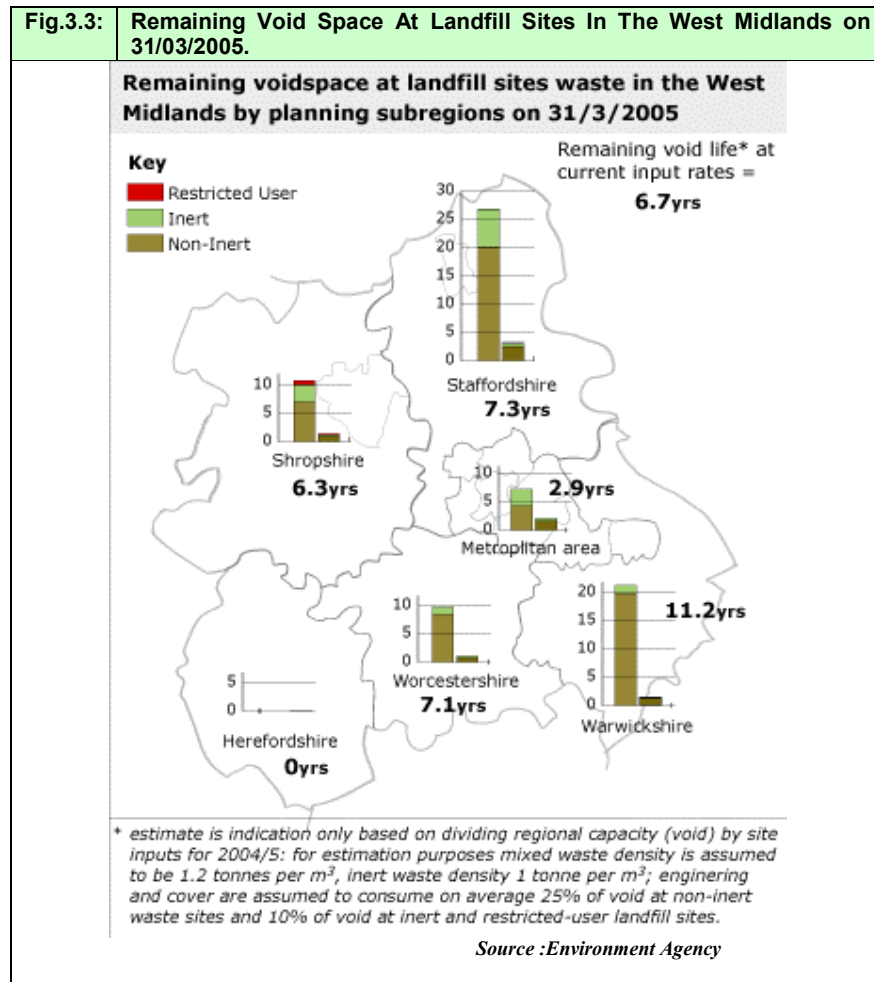 Fig.3.3: Remaining Void Space At Landfill Sites In The West Midlands on
31/03/2005.
Remaining voidspace at landfill sites waste in the West
Midlands by planning subregions on 31/3/2005
Key
Restricted User
Inert
Non-Inert
Remaining void life* at
current input rates =
6.7yrs
30
25
20
15
10
5
0
Staffordshire
7.3yrs
10
5
0
Shropshire
6.3yrs
10
5
0
2.9yrs
Metroplitan area
10
5
0
Worcestershire
7.1yrs
20
15
10
5
0
11.2yrs
Warwickshire
5
0
Herefordshire
0yrs
* estimate is indication only based on dividing regional capacity (void) by site
inputs for 2004/5: for estimation purposes mixed waste density is assumed
to be 1.2 tonnes per m³, inert waste density 1 tonne per m³; enginering
and cover are assumed to consume on average 25% of void at non-inert
waste sites and 10% of void at inert and restricted-user landfill sites.
Source :Environment Agency